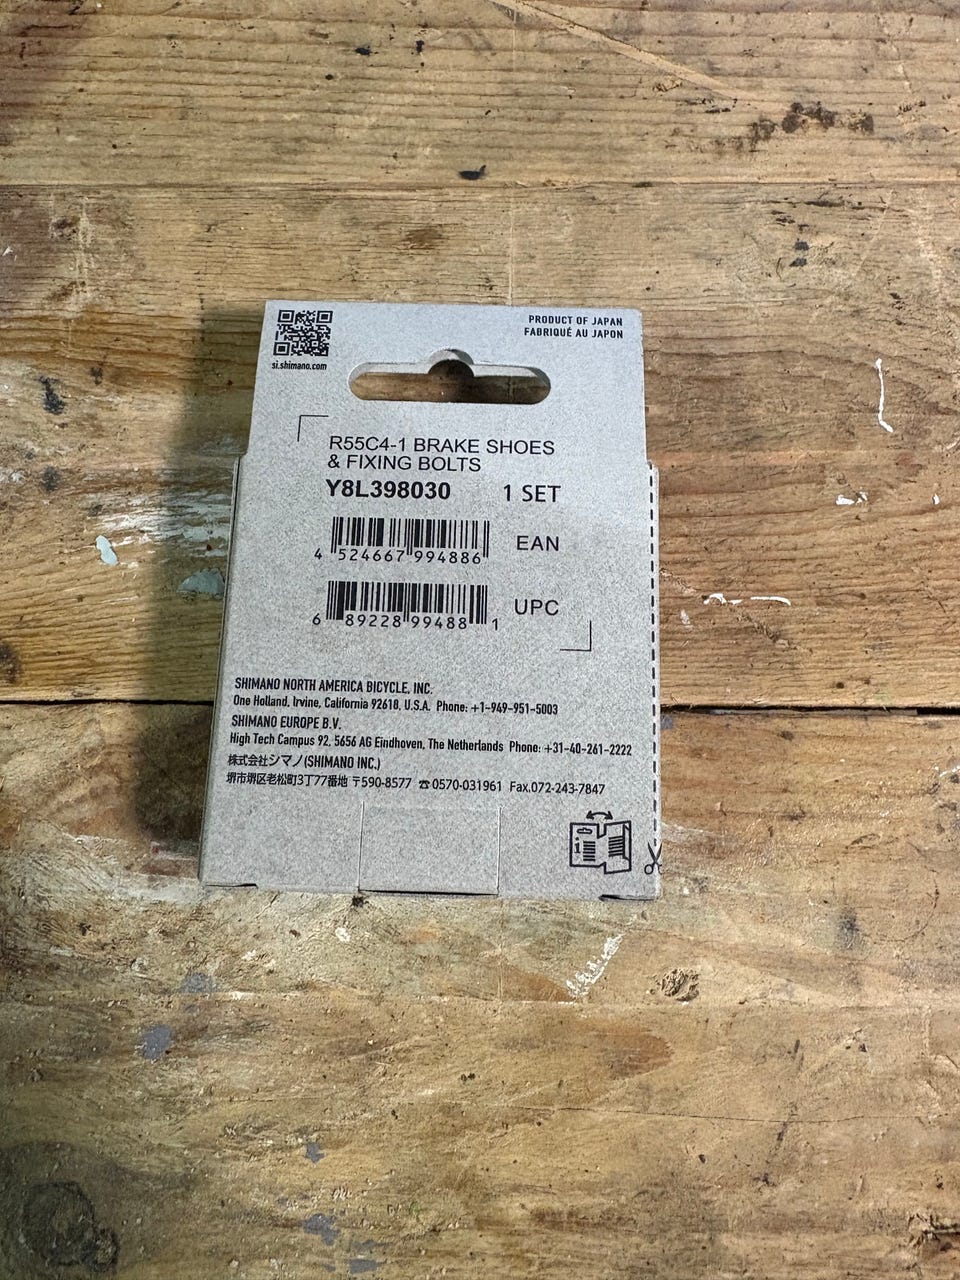 PRODUCT OF JAPAN
FABRIQUÉ AU JAPON
si.shimano.com
R55C4-1 BRAKE SHOES
& FIXING BOLTS
Y8L398030 1 SET
4 524667 994886 EAN
6 89228 99488 1 UPC
SHIMANO NORTH AMERICA BICYCLE, INC.
One Holland, Irvine, California 92618, U.S.A. Phone: +1-949-951-5003
SHIMANO EUROPE B.V.
High Tech Campus 92, 5656 AG Eindhoven, The Netherlands Phone: +31-40-261-2222
株式会社シマノ(SHIMANO INC.)
堺市堺区老松町3丁77番地 〒590-8577 ☎0570-031961 Fax.072-243-7847